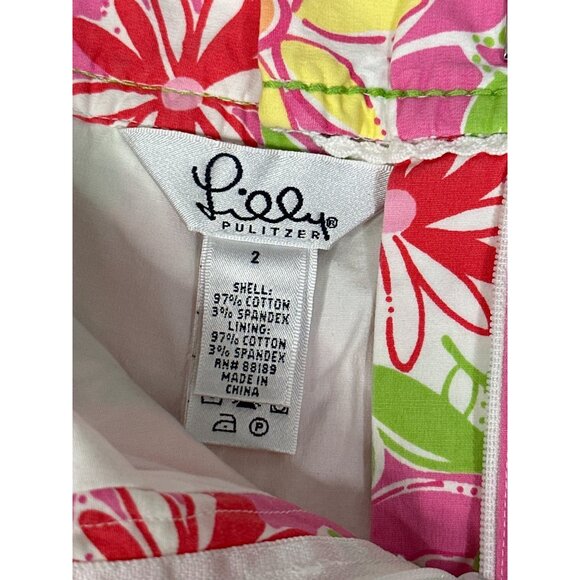 Lilly®
PULITZER
2
SHELL:
97% COTTON
3% SPANDEX
LINING:
97% COTTON
3% SPANDEX
RN# 88189
MADE IN
CHINA
P